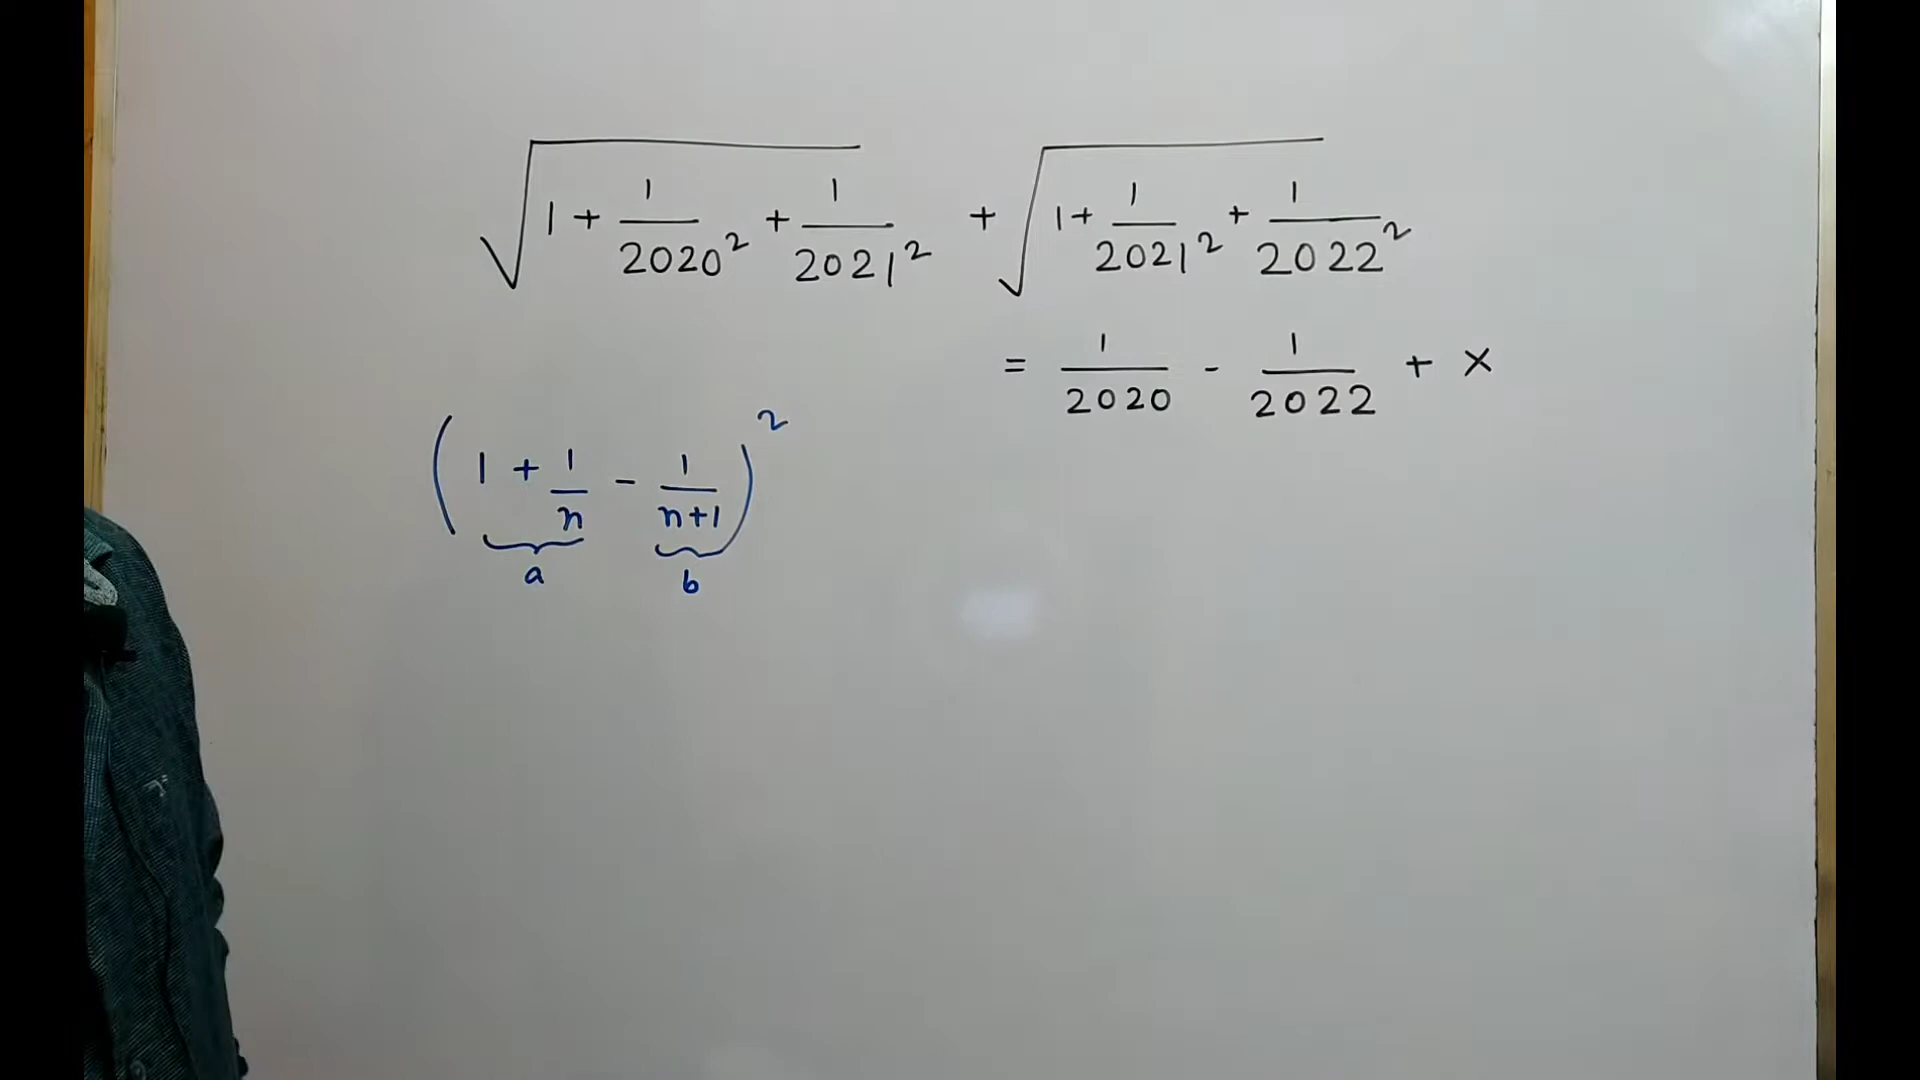 √(1 + 1/2020² + 1/2021²) + √(1 + 1/2021² + 1/2022²)
= 1/2020 - 1/2022 + x
(1 + 1/n - 1/(n+1))²
a b